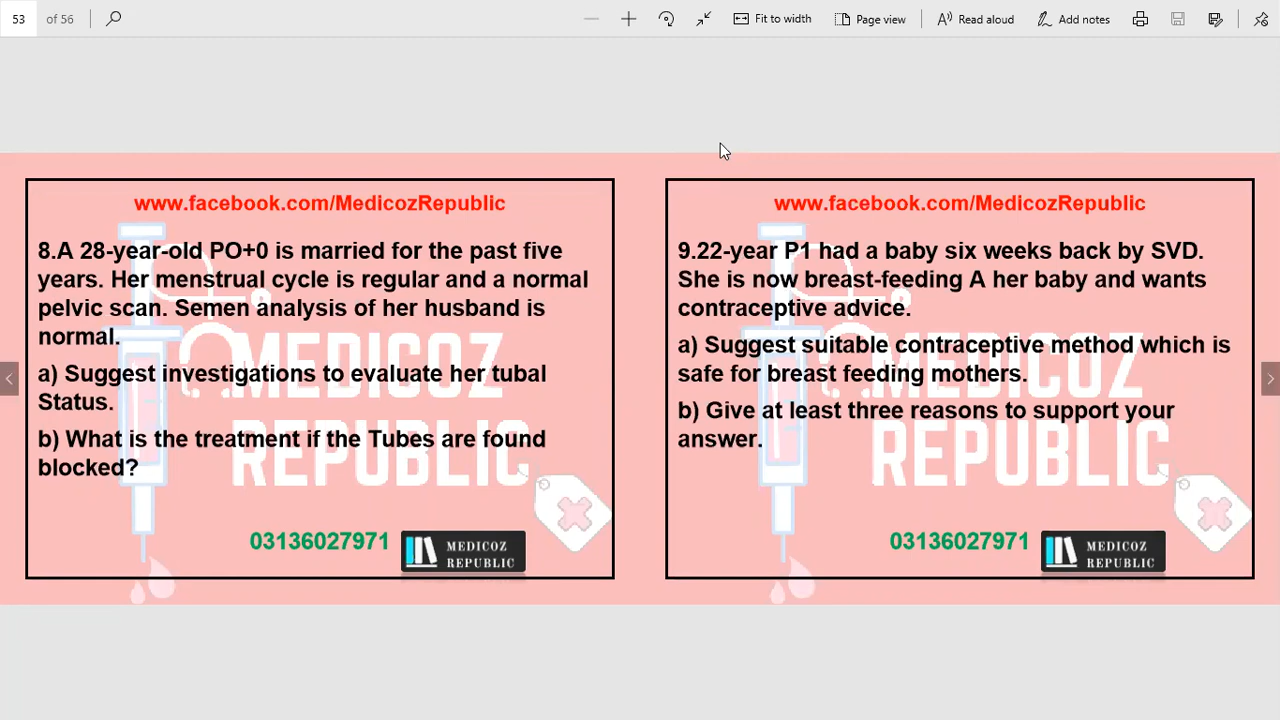 53 of 56 Fit to width Page view Read aloud Add notes
www.facebook.com/MedicozRepublic
8.A 28-year-old PO+0 is married for the past five
years. Her menstrual cycle is regular and a normal
pelvic scan. Semen analysis of her husband is
normal.
a) Suggest investigations to evaluate her tubal
Status.
b) What is the treatment if the Tubes are found
blocked?
MEDICOZ
REPUBLIC
03136027971
MEDICOZ
REPUBLIC
www.facebook.com/MedicozRepublic
9.22-year P1 had a baby six weeks back by SVD.
She is now breast-feeding A her baby and wants
contraceptive advice.
a) Suggest suitable contraceptive method which is
safe for breast feeding mothers.
b) Give at least three reasons to support your
answer.
MEDICOZ
REPUBLIC
03136027971
MEDICOZ
REPUBLIC